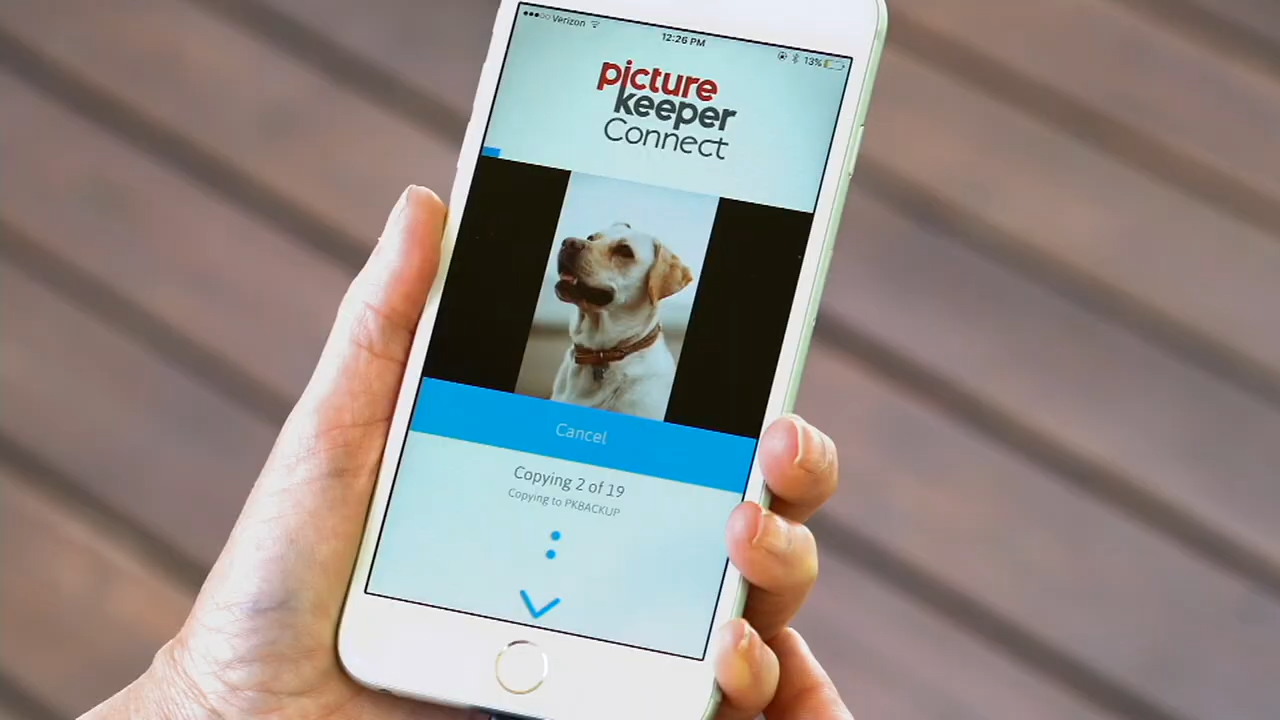 Verizon
12:26 PM
13%
picture
keeper
Connect
Cancel
Copying 2 of 19
Copying to PKBACKUP